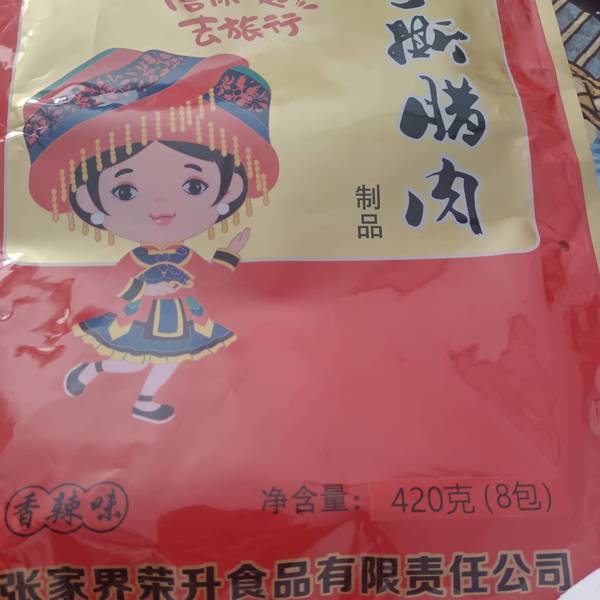 去旅行
撕腊肉
制品
香辣味
净含量： 420克(8包)
张家界荣升食品有限责任公司